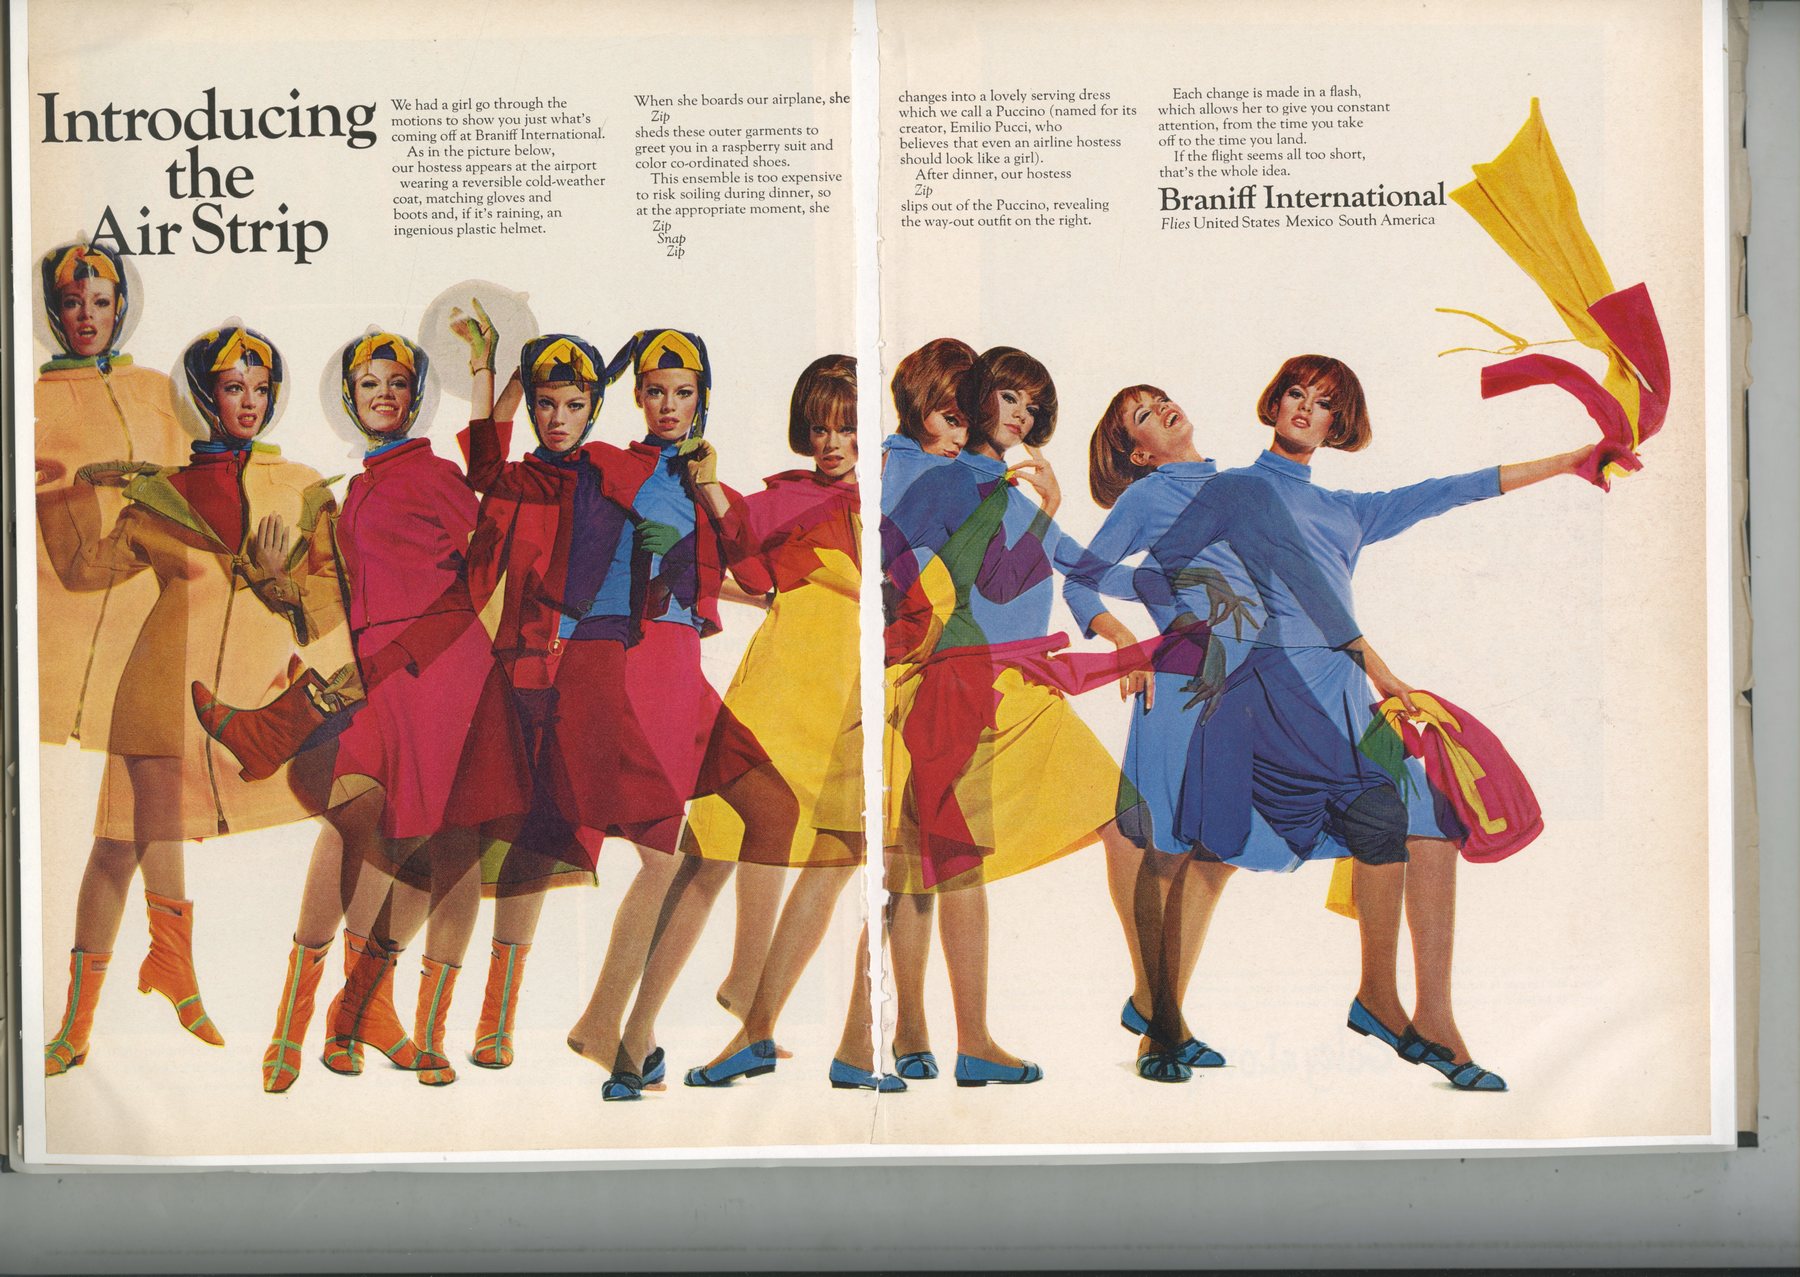 Introducing
the
Air Strip
We had a girl go through the
motions to show you just what's
coming off at Braniff International.
As in the picture below,
our hostess appears at the airport
wearing a reversible cold-weather
coat, matching gloves and
boots and, if it's raining, an
ingenious plastic helmet.
When she boards our airplane, she
Zip
sheds these outer garments to
greet you in a raspberry suit and
color co-ordinated shoes.
This ensemble is too expensive
to risk soiling during dinner, so
at the appropriate moment, she
Zip
Snap
Zip
changes into a lovely serving dress
which we call a Puccino (named for its
creator, Emilio Pucci, who
believes that even an airline hostess
should look like a girl).
After dinner, our hostess
Zip
slips out of the Puccino, revealing
the way-out outfit on the right.
Each change is made in a flash,
which allows her to give you constant
attention, from the time you take
off to the time you land.
If the flight seems all too short,
that's the whole idea.
Braniff International
Flies United States Mexico South America